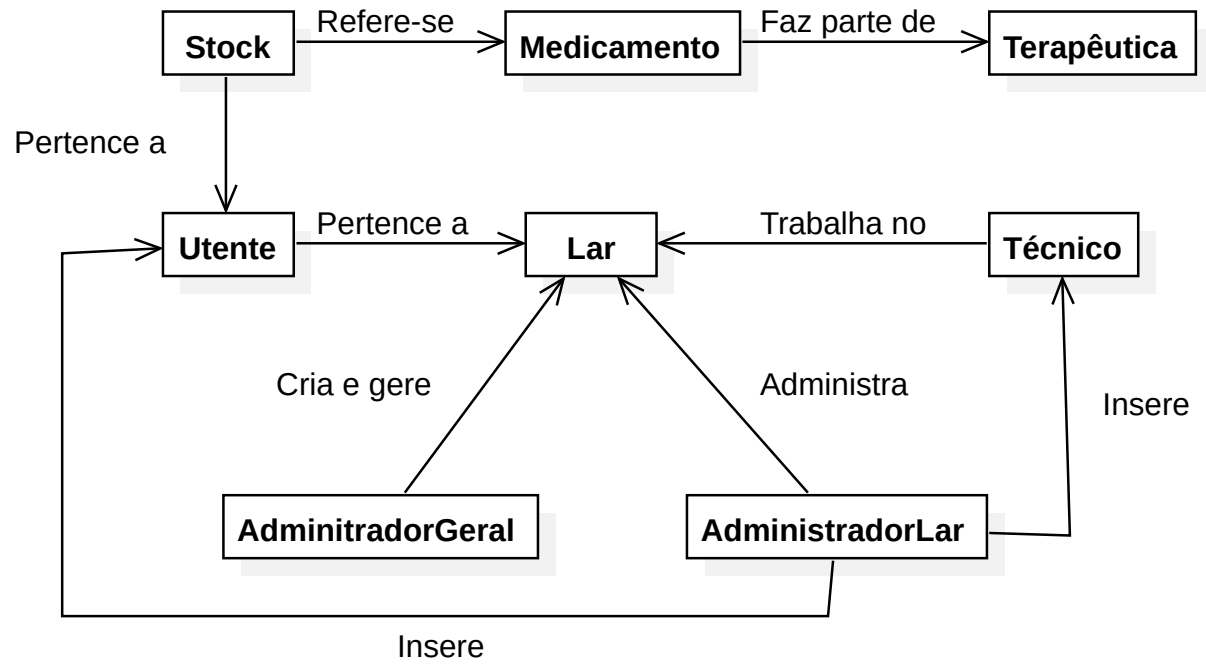 Refere-se
Faz parte de
Stock
Medicamento
Terapêutica
Pertence a
Pertence a
Trabalha no
Utente
Lar
Técnico
Cria e gere
Administra
Insere
AdminitradorGeral
AdministradorLar
Insere